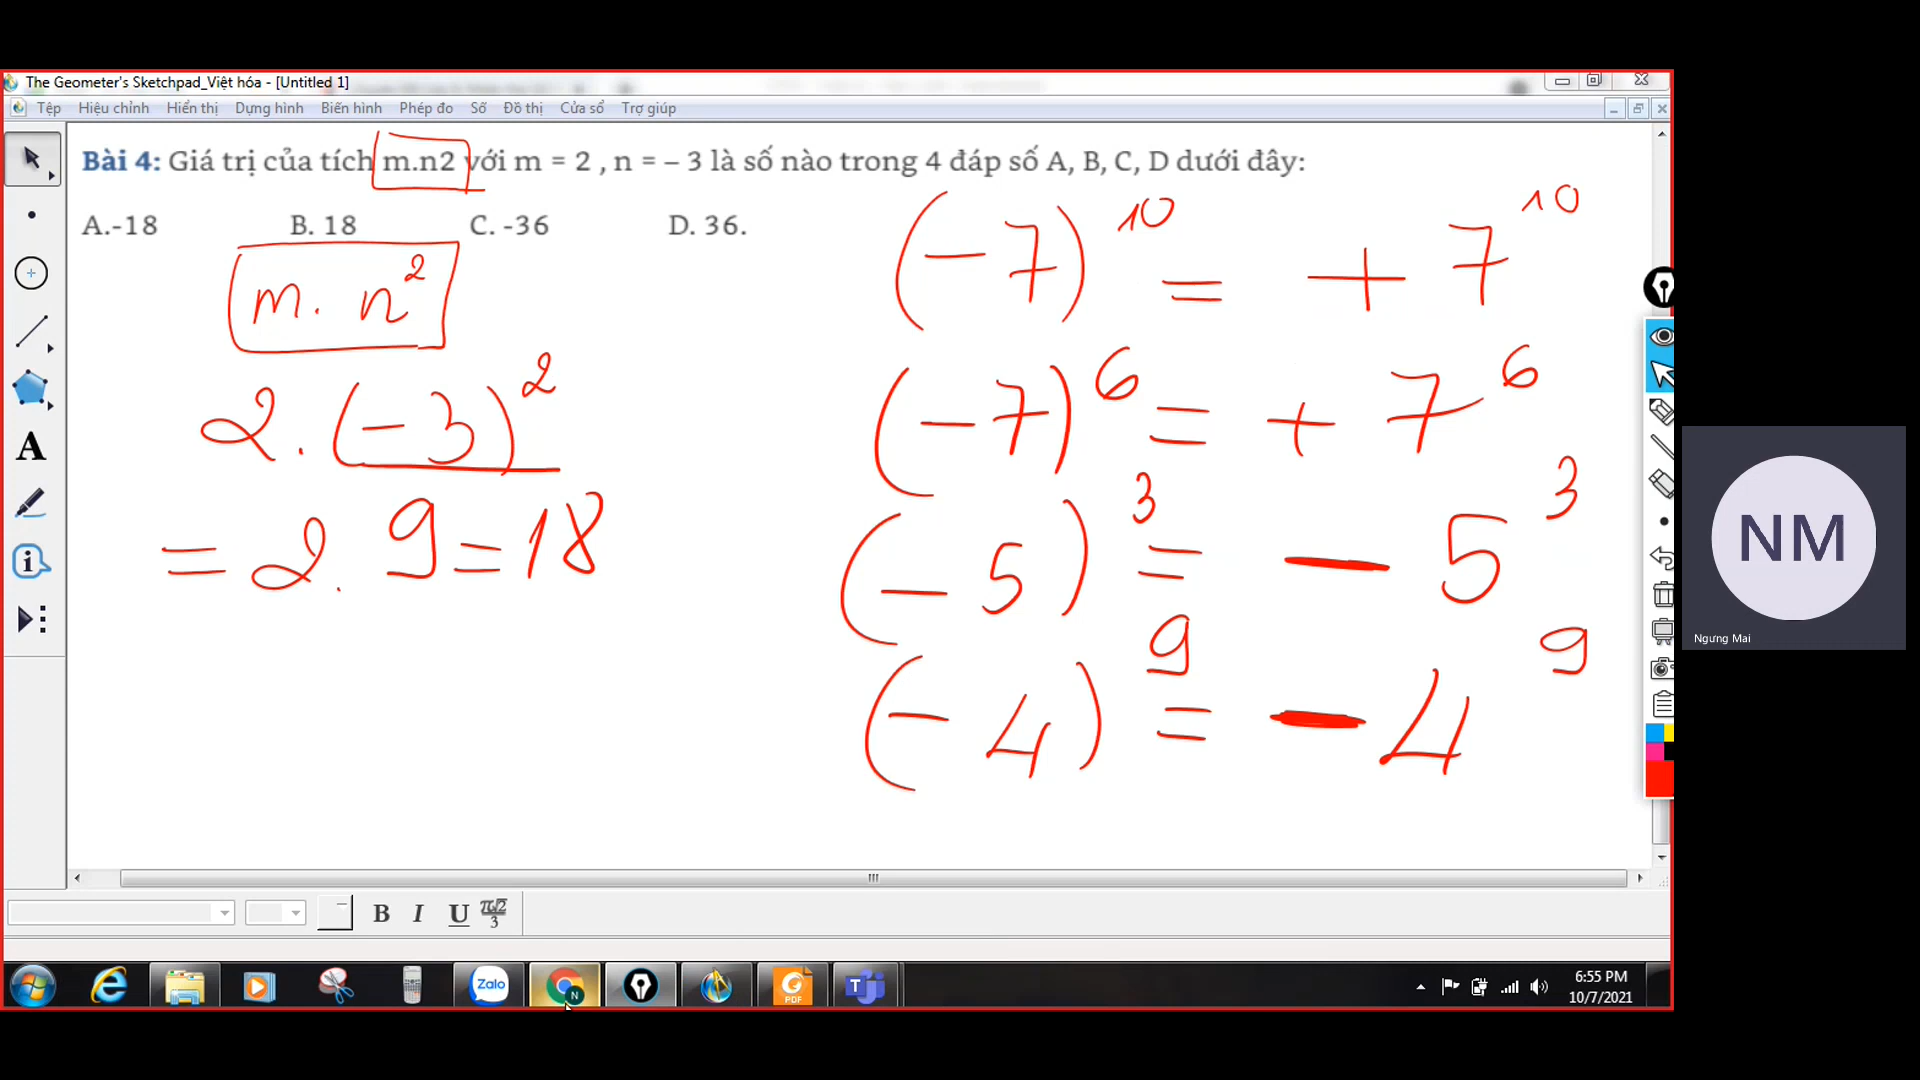 The Geometer's Sketchpad_Việt hóa - [Untitled 1]
Tệp Hiệu chỉnh Hiển thị Dựng hình Biến hình Phép đo Số Đồ thị Cửa sổ Trợ giúp
Bài 4: Giá trị của tích m.n2 với m = 2 , n = – 3 là số nào trong 4 đáp số A, B, C, D dưới đây:
A.-18 B. 18 C. -36 D. 36.
m. n²
2. (-3)²
= 2. 9 = 18
(-7)¹⁰ = + 7¹⁰
(-7)⁶ = + 7⁶
(-5)³ = - 5³
(-4)⁹ = - 4⁹
A
NM
Ngưng Mai
B I U
Zalo
N
PDF
T
6:55 PM
10/7/2021